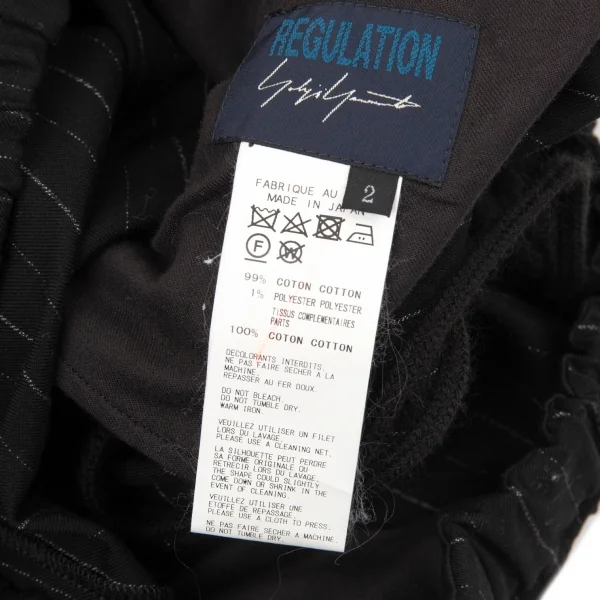 REGULATION
Yohji Yamamoto
2
FABRIQUE AU
MADE IN JAPAN
F W
99% COTON COTTON
1% POLYESTER POLYESTER
TISSUS COMPLEMENTAIRES
PARTS
100% COTON COTTON
DECOLORANTS INTERDITS
NE PAS FAIRE SECHER A LA
MACHINE.
REPASSER AU FER DOUX.
DO NOT BLEACH.
DO NOT TUMBLE DRY.
WARM IRON.
VEUILLEZ UTILISER UN FILET
LORS DU LAVAGE.
PLEASE USE A CLEANING NET.
LA SILHOUETTE PEUT PERDRE
SA FORME ORIGINALE OU
RETRECIR LORS DU LAVAGE.
THE SHAPE COULD SLIGHTLY
COME DOWN OR SHRINK IN THE
EVENT OF CLEANING.
VEUILLEZ UTILISER UNE
ETOFFE DE REPASSAGE.
PLEASE USE A CLOTH TO PRESS.
NE PAS FAIRE SECHER A LA
MACHINE.
DO NOT TUMBLE DRY.